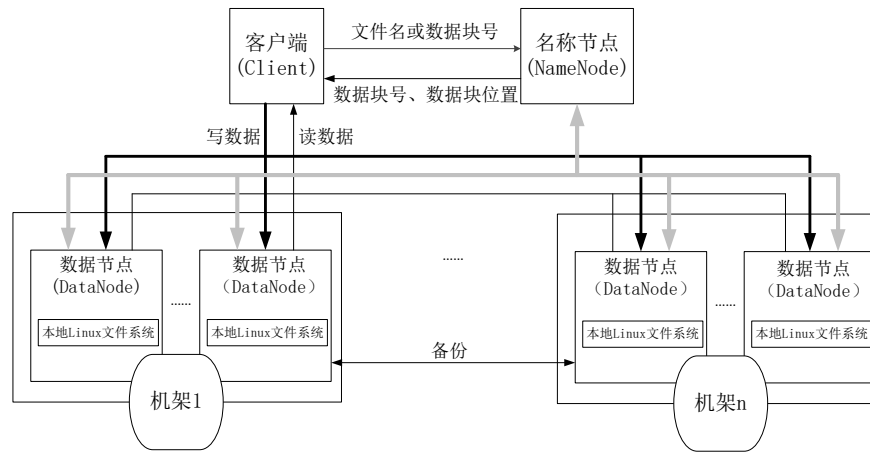 客户端
(Client)
文件名或数据块号
名称节点
(NameNode)
数据块号、数据块位置
写数据
读数据
数据节点
(DataNode)
......
本地Linux文件系统
数据节点
（DataNode）
本地Linux文件系统
机架1
......
备份
数据节点
（DataNode）
......
本地Linux文件系统
数据节点
（DataNode）
本地Linux文件系统
机架n